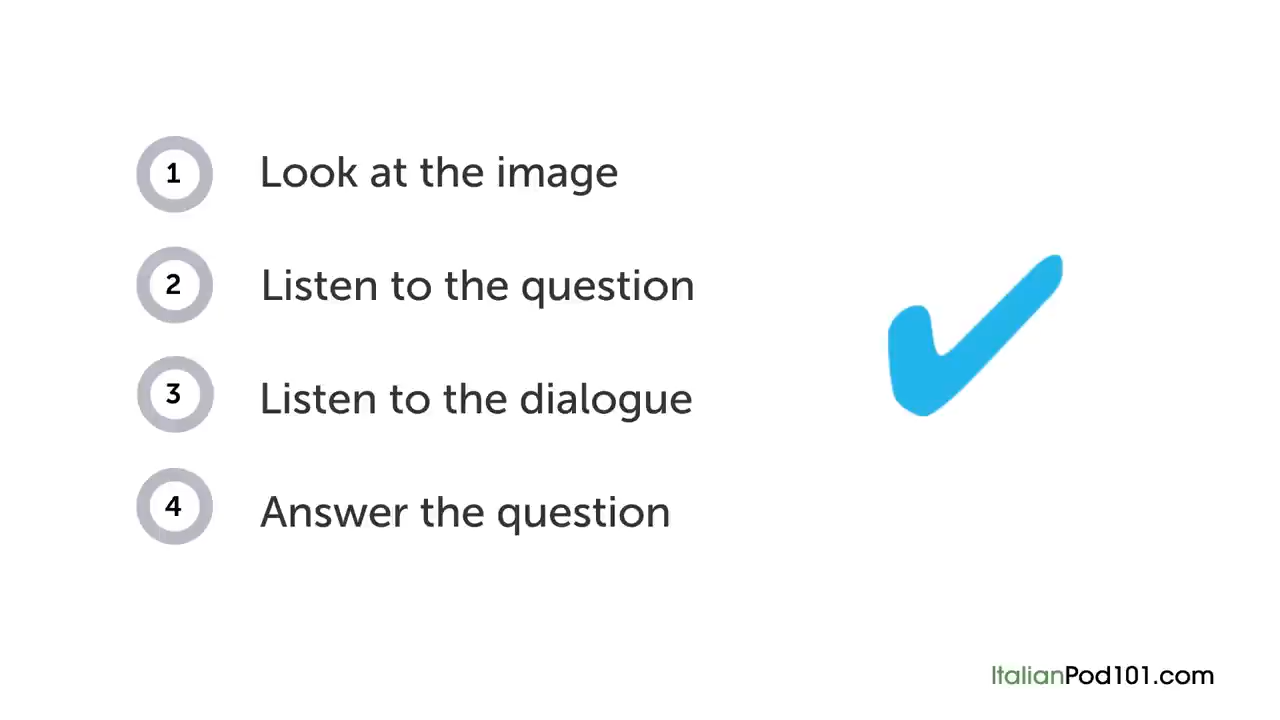 1 Look at the image
2 Listen to the question
3 Listen to the dialogue
4 Answer the question
ItalianPod101.com